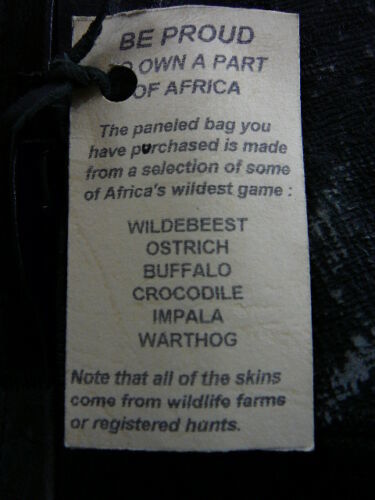 BE PROUD
TO OWN A PART
OF AFRICA
The paneled bag you
have purchased is made
from a selection of some
of Africa's wildest game :
WILDEBEEST
OSTRICH
BUFFALO
CROCODILE
IMPALA
WARTHOG
Note that all of the skins
come from wildlife farms
or registered hunts.